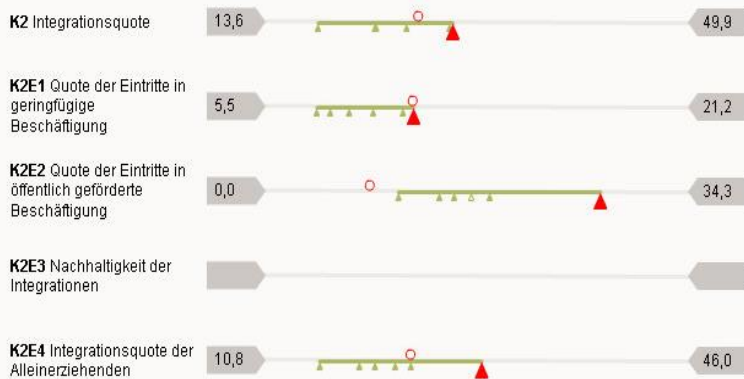 K2 Integrationsquote
13,6
49,9
K2E1 Quote der Eintritte in
geringfügige
Beschäftigung
5,5
21,2
K2E2 Quote der Eintritte in
öffentlich geförderte
Beschäftigung
0,0
34,3
K2E3 Nachhaltigkeit der
Integrationen
K2E4 Integrationsquote der
Alleinerziehenden
10,8
46,0